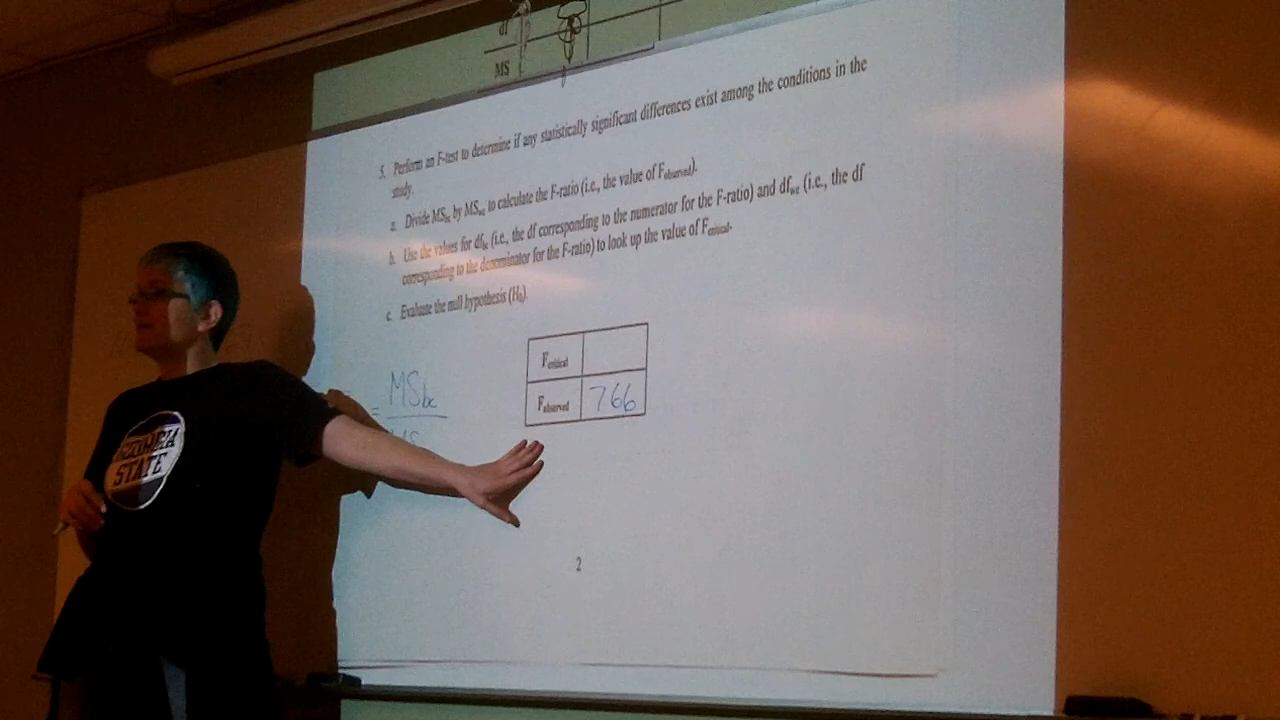 df
MS
5. Perform an F-test to determine if any statistically significant differences exist among the conditions in the
study.
a. Divide MSbc by MSwc to calculate the F-ratio (i.e., the value of Fobserved).
b. Use the values for dfbc (i.e., the df corresponding to the numerator for the F-ratio) and dfwc (i.e., the df
corresponding to the denominator for the F-ratio) to look up the value of Fcritical.
c. Evaluate the null hypothesis (H0).
Fcritical
= MSbc
Fobserved 7.66
MS
GEORGIA
STATE
2